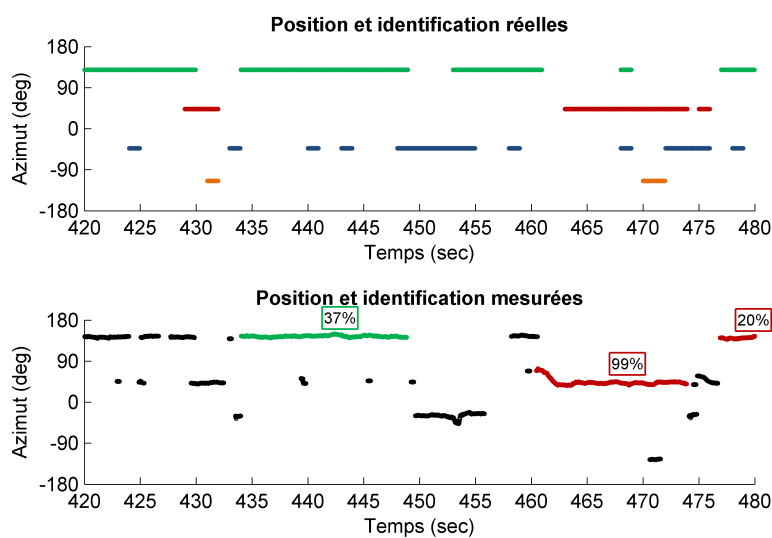 Position et identification réelles
180
90
0
-90
-180
Azimut (deg)
420 425 430 435 440 445 450 455 460 465 470 475 480
Temps (sec)
Position et identification mesurées
37%
20%
99%
180
90
0
-90
-180
Azimut (deg)
420 425 430 435 440 445 450 455 460 465 470 475 480
Temps (sec)